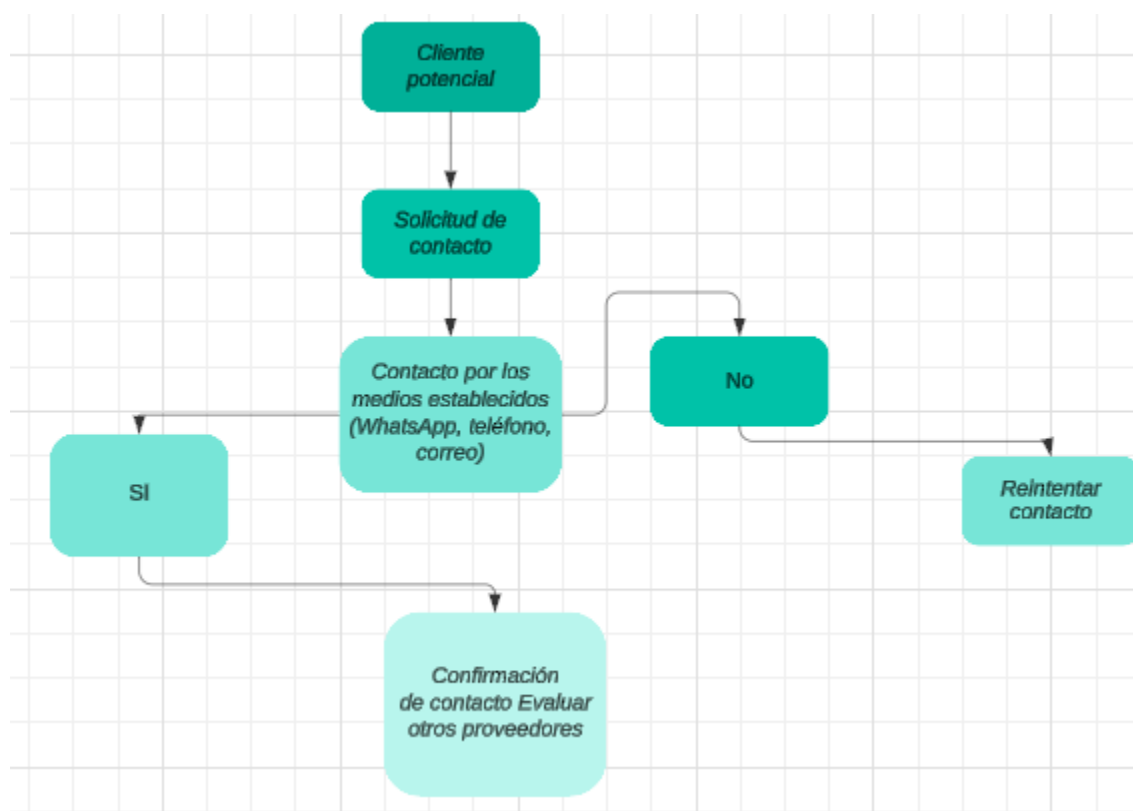 Cliente
potencial
Solicitud de
contacto
Contacto por los
medios establecidos
(WhatsApp, teléfono,
correo)
No
SI
Reintentar
contacto
Confirmación
de contacto Evaluar
otros proveedores